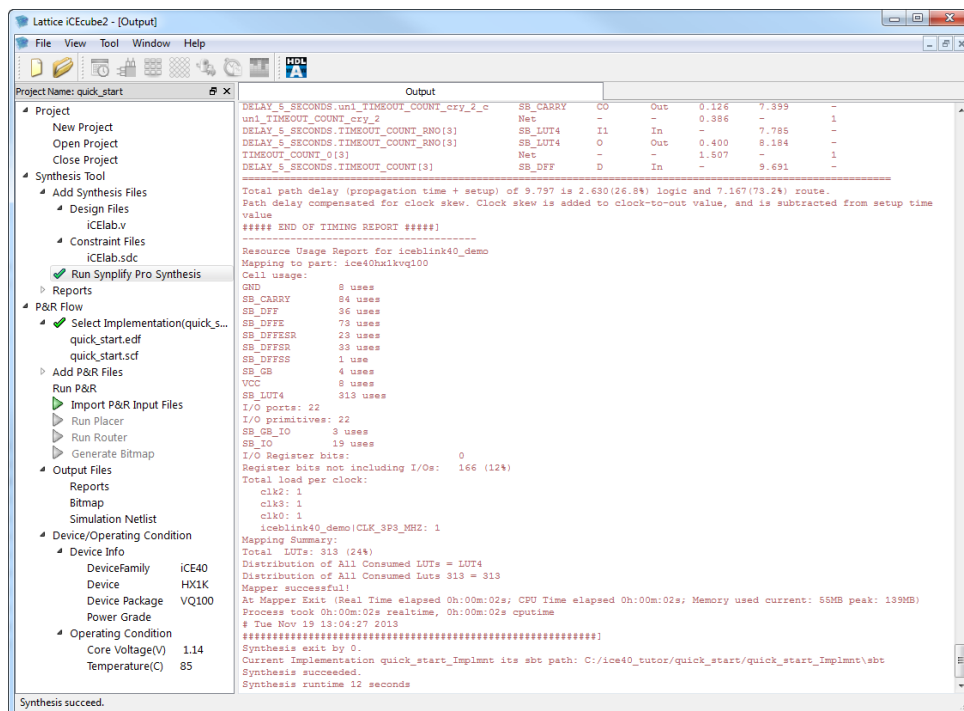 Lattice iCEcube2 - [Output]
File View Tool Window Help
HDL
A
Project Name: quick_start
Output
Project
New Project
Open Project
Close Project
Synthesis Tool
Add Synthesis Files
Design Files
iCElab.v
Constraint Files
iCElab.sdc
Run Synplify Pro Synthesis
Reports
P&R Flow
Select Implementation(quick_s...
quick_start.edf
quick_start.scf
Add P&R Files
Run P&R
Import P&R Input Files
Run Placer
Run Router
Generate Bitmap
Output Files
Reports
Bitmap
Simulation Netlist
Device/Operating Condition
Device Info
DeviceFamily iCE40
Device HX1K
Device Package VQ100
Power Grade
Operating Condition
Core Voltage(V) 1.14
Temperature(C) 85
DELAY_5_SECONDS.un1_TIMEOUT_COUNT_cry_2_c SB_CARRY CO Out 0.126 7.399 -
un1_TIMEOUT_COUNT_cry_2 Net - - 0.386 - 1
DELAY_5_SECONDS.TIMEOUT_COUNT_RNO[3] SB_LUT4 I1 In - 7.785 -
DELAY_5_SECONDS.TIMEOUT_COUNT_RNO[3] SB_LUT4 O Out 0.400 8.184 -
TIMEOUT_COUNT_0[3] Net - - 1.507 - 1
DELAY_5_SECONDS.TIMEOUT_COUNT[3] SB_DFF D In - 9.691 -
==========================================================================================
Total path delay (propagation time + setup) of 9.797 is 2.630(26.8%) logic and 7.167(73.2%) route.
Path delay compensated for clock skew. Clock skew is added to clock-to-out value, and is subtracted from setup time
value
##### END OF TIMING REPORT #####]
---------------------------------------
Resource Usage Report for iceblink40_demo
Mapping to part: ice40hx1kvq100
Cell usage:
GND 8 uses
SB_CARRY 84 uses
SB_DFF 36 uses
SB_DFFE 73 uses
SB_DFFESR 23 uses
SB_DFFSR 33 uses
SB_DFFSS 1 use
SB_GB 4 uses
VCC 8 uses
SB_LUT4 313 uses
I/O ports: 22
I/O primitives: 22
SB_GB_IO 3 uses
SB_IO 19 uses
I/O Register bits: 0
Register bits not including I/Os: 166 (12%)
Total load per clock:
clk2: 1
clk3: 1
clk0: 1
iceblink40_demo|CLK_3P3_MHZ: 1
Mapping Summary:
Total LUTs: 313 (24%)
Distribution of All Consumed LUTs = LUT4
Distribution of All Consumed Luts 313 = 313
Mapper successful!
At Mapper Exit (Real Time elapsed 0h:00m:02s; CPU Time elapsed 0h:00m:02s; Memory used current: 55MB peak: 139MB)
Process took 0h:00m:02s realtime, 0h:00m:02s cputime
# Tue Nov 19 13:04:27 2013
###########################################################]
Synthesis exit by 0.
Current Implementation quick_start_Implmnt its sbt path: C:/ice40_tutor/quick_start/quick_start_Implmnt\sbt
Synthesis succeeded.
Synthesis runtime 12 seconds
Synthesis succeed.